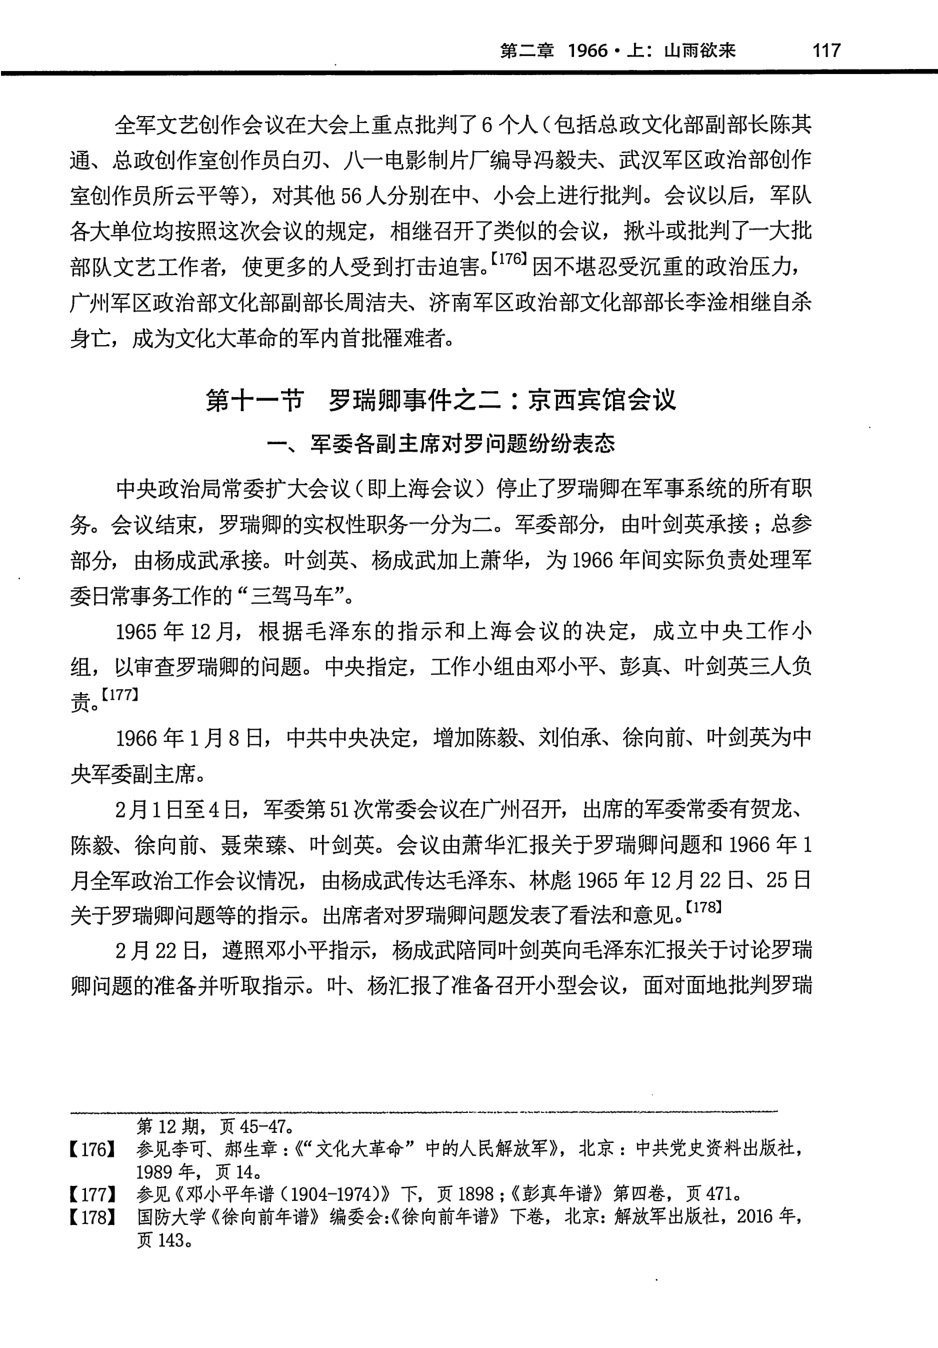 第二章 1966·上：山雨欲来 117
全军文艺创作会议在大会上重点批判了6个人（包括总政文化部副部长陈其
通、总政创作室创作员白刃、八一电影制片厂编导冯毅夫、武汉军区政治部创作
室创作员所云平等），对其他56人分别在中、小会上进行批判。会议以后，军队
各大单位均按照这次会议的规定，相继召开了类似的会议，揪斗或批判了一大批
部队文艺工作者，使更多的人受到打击迫害。【176】因不堪忍受沉重的政治压力，
广州军区政治部文化部副部长周洁夫、济南军区政治部文化部部长李淦相继自杀
身亡，成为文化大革命的军内首批罹难者。
第十一节 罗瑞卿事件之二：京西宾馆会议
一、军委各副主席对罗问题纷纷表态
中央政治局常委扩大会议（即上海会议）停止了罗瑞卿在军事系统的所有职
务。会议结束，罗瑞卿的实权性职务一分为二。军委部分，由叶剑英承接；总参
部分，由杨成武承接。叶剑英、杨成武加上萧华，为1966年间实际负责处理军
委日常事务工作的“三驾马车”。
1965年12月，根据毛泽东的指示和上海会议的决定，成立中央工作小
组，以审查罗瑞卿的问题。中央指定，工作小组由邓小平、彭真、叶剑英三人负
责。【177】
1966年1月8日，中共中央决定，增加陈毅、刘伯承、徐向前、叶剑英为中
央军委副主席。
2月1日至4日，军委第51次常委会议在广州召开，出席的军委常委有贺龙、
陈毅、徐向前、聂荣臻、叶剑英。会议由萧华汇报关于罗瑞卿问题和1966年1
月全军政治工作会议情况，由杨成武传达毛泽东、林彪1965年12月22日、25日
关于罗瑞卿问题等的指示。出席者对罗瑞卿问题发表了看法和意见。【178】
2月22日，遵照邓小平指示，杨成武陪同叶剑英向毛泽东汇报关于讨论罗瑞
卿问题的准备并听取指示。叶、杨汇报了准备召开小型会议，面对面地批判罗瑞
第12期，页45-47。
【176】 参见李可、郝生章：《“文化大革命”中的人民解放军》，北京：中共党史资料出版社，
1989年，页14。
【177】 参见《邓小平年谱（1904-1974）》下，页1898；《彭真年谱》第四卷，页471。
【178】 国防大学《徐向前年谱》编委会：《徐向前年谱》下卷，北京：解放军出版社，2016年，
页143。